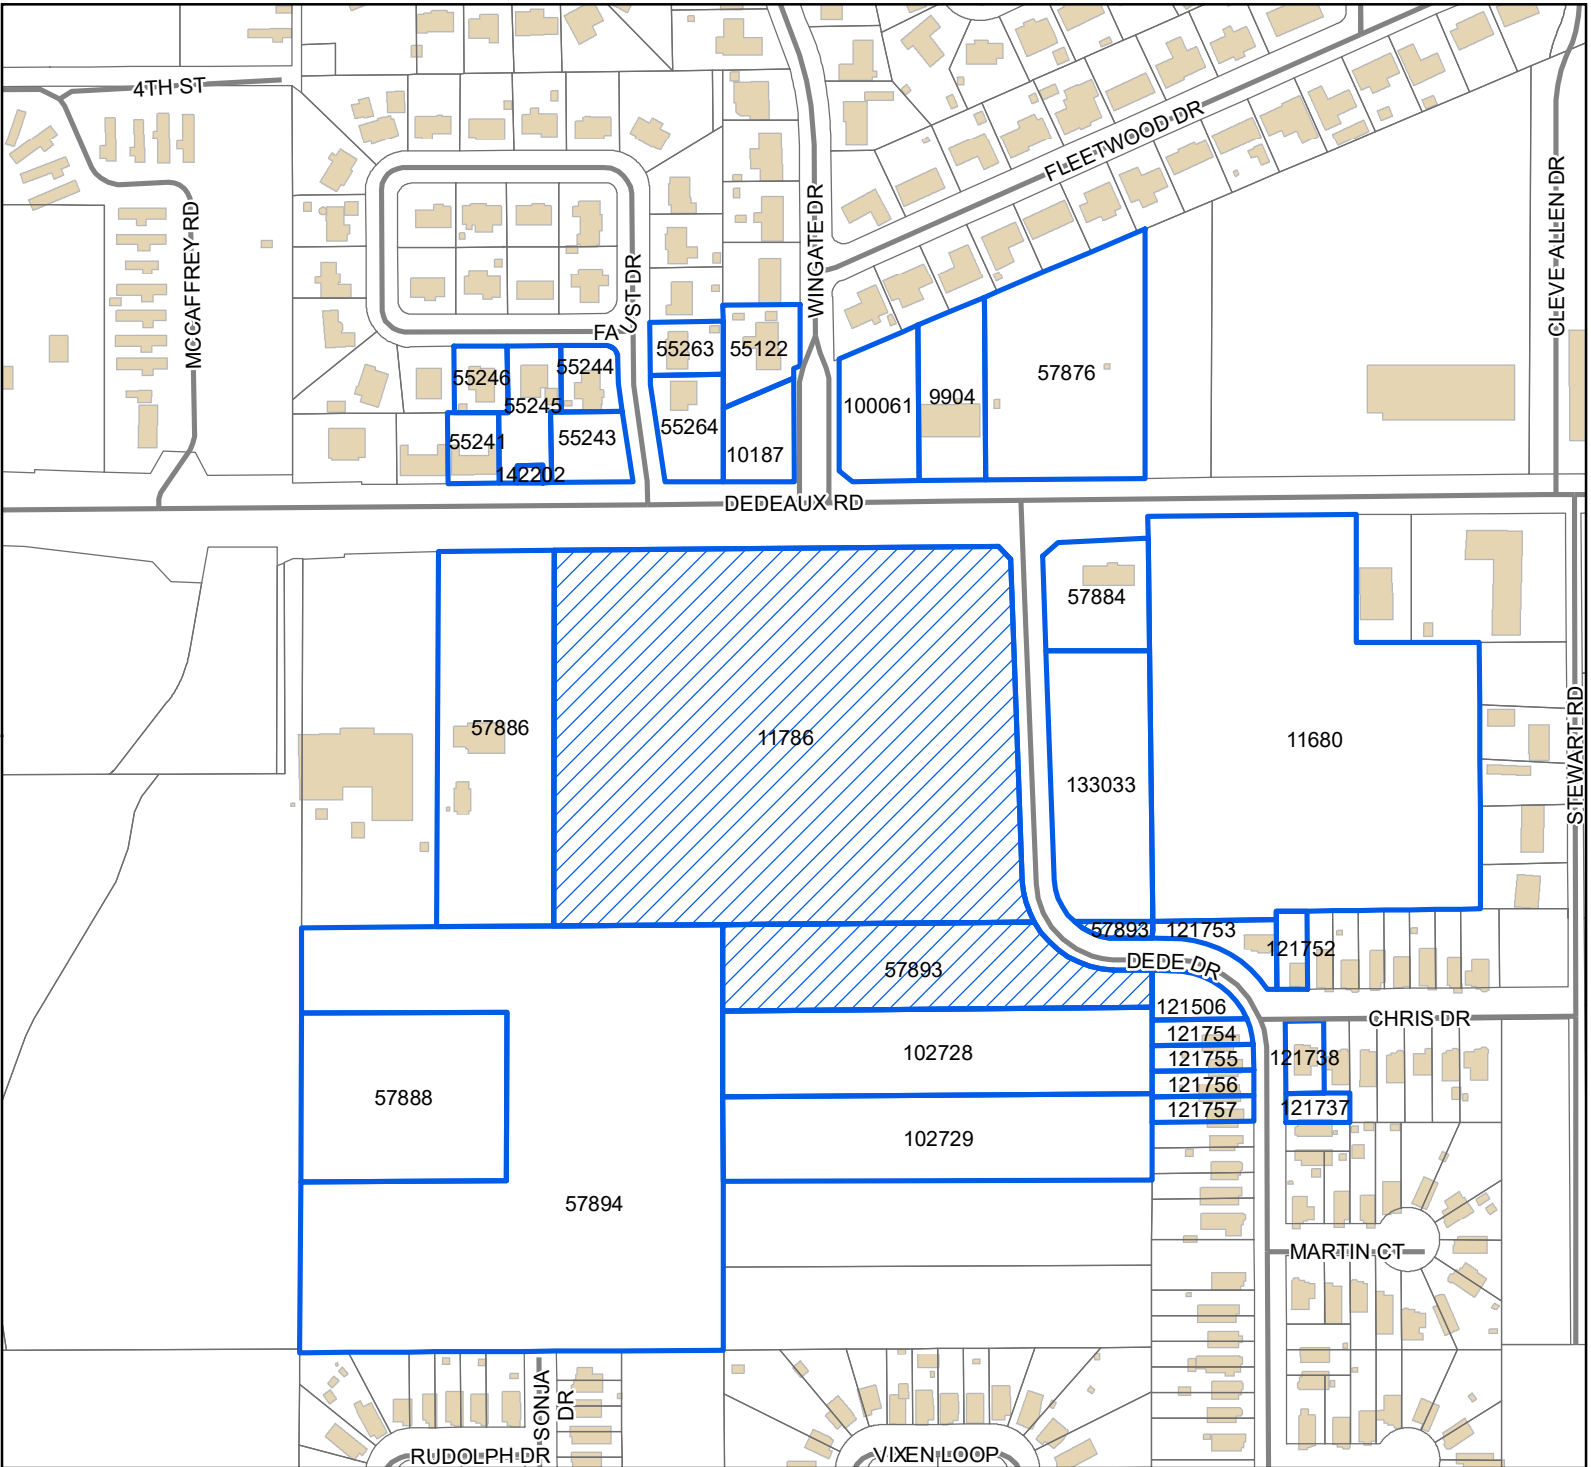 4TH ST
FLEETWOOD DR
MCCAFFREY RD
WINGATE DR
CLEVE ALLEN DR
FAUST DR
55263
55122
55246
55244
55245
57876
9904
100061
55264
55241
55243
10187
142202
DEDEAUX RD
57884
57886
11786
11680
133033
STEWART RD
57893
121753
121752
DEDE DR
57893
121506
CHRIS DR
121754
102728
121755
121738
121756
57888
121757
121737
102729
57894
MARTIN CT
SONJA
DR
RUDOLPH DR
VIXEN LOOP